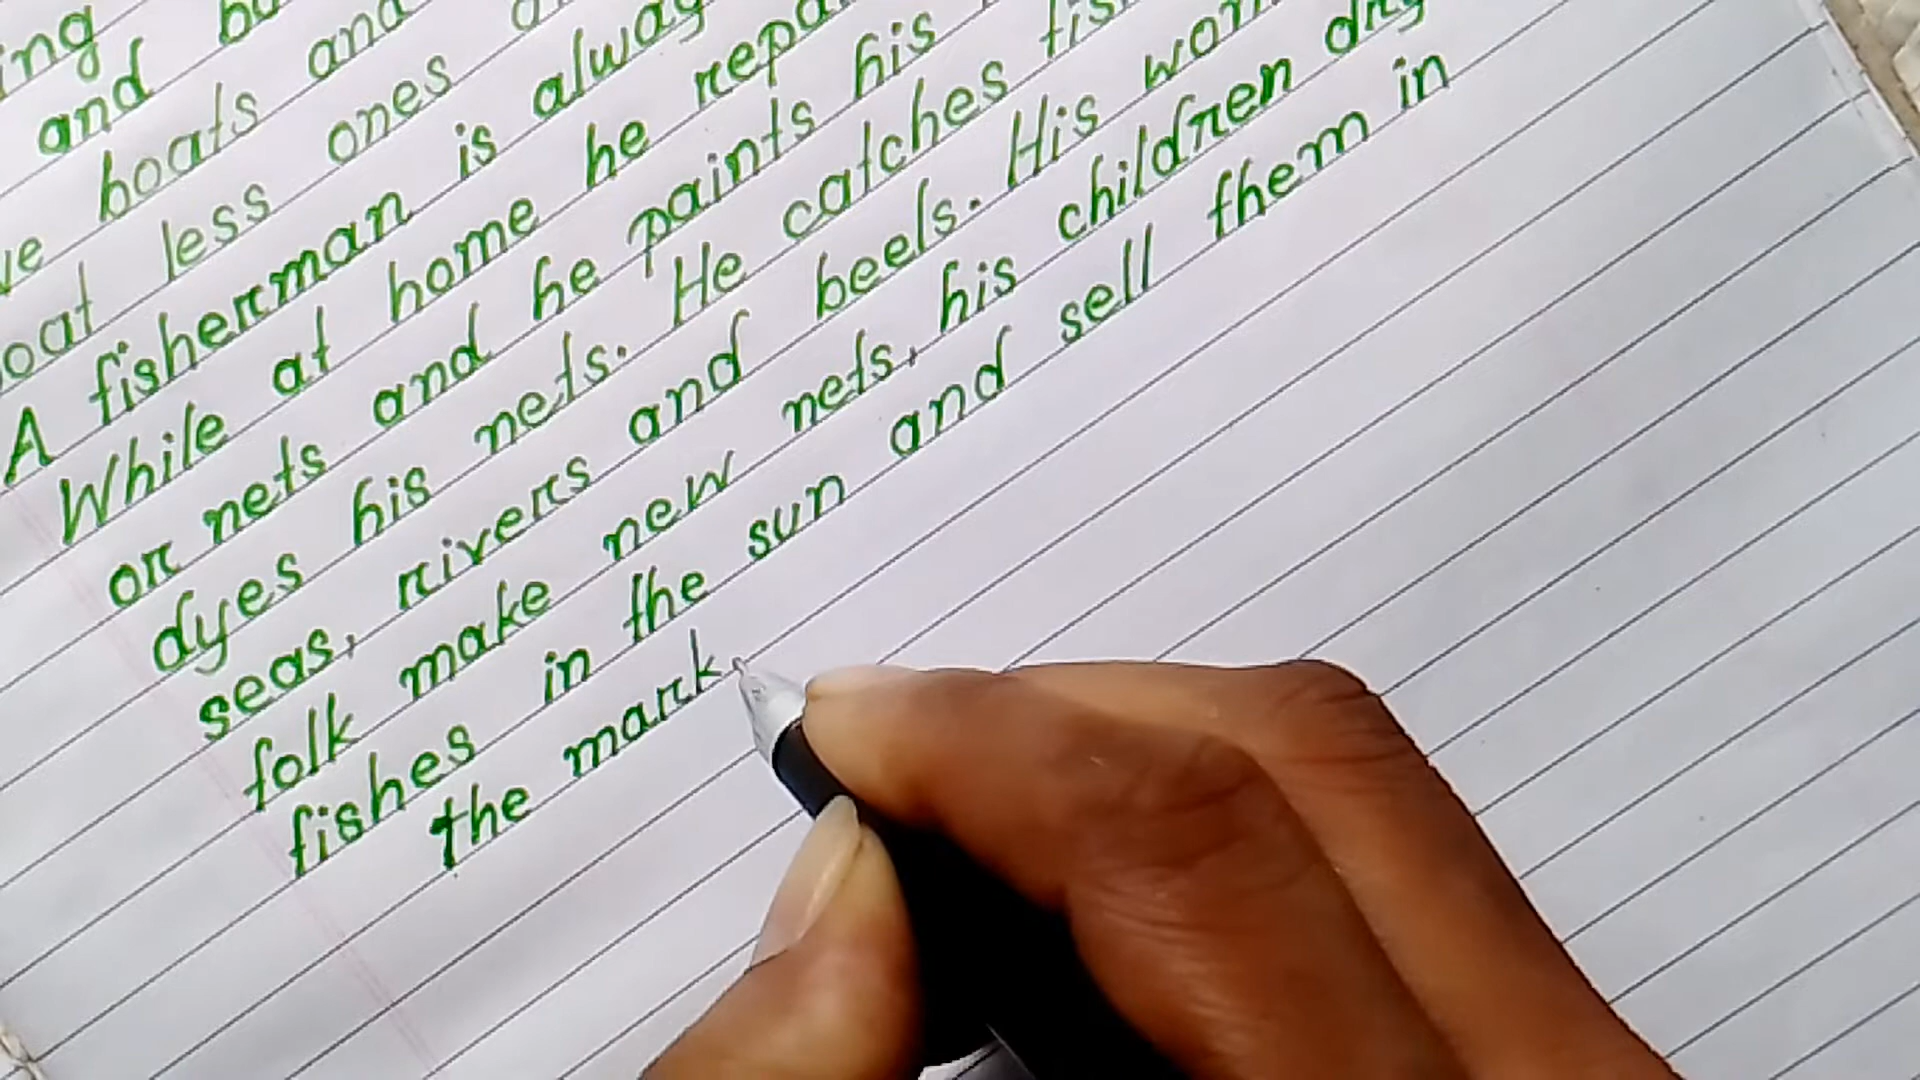 ing
and
boats and
less ones
A fisherman is alway
While at home he repa
or nets and he paints his
dyes his nets. He catches fis
seas, rivers and beels. His wom
folk make new nets, his children dry
fishes in the sun and sell them in
the mark